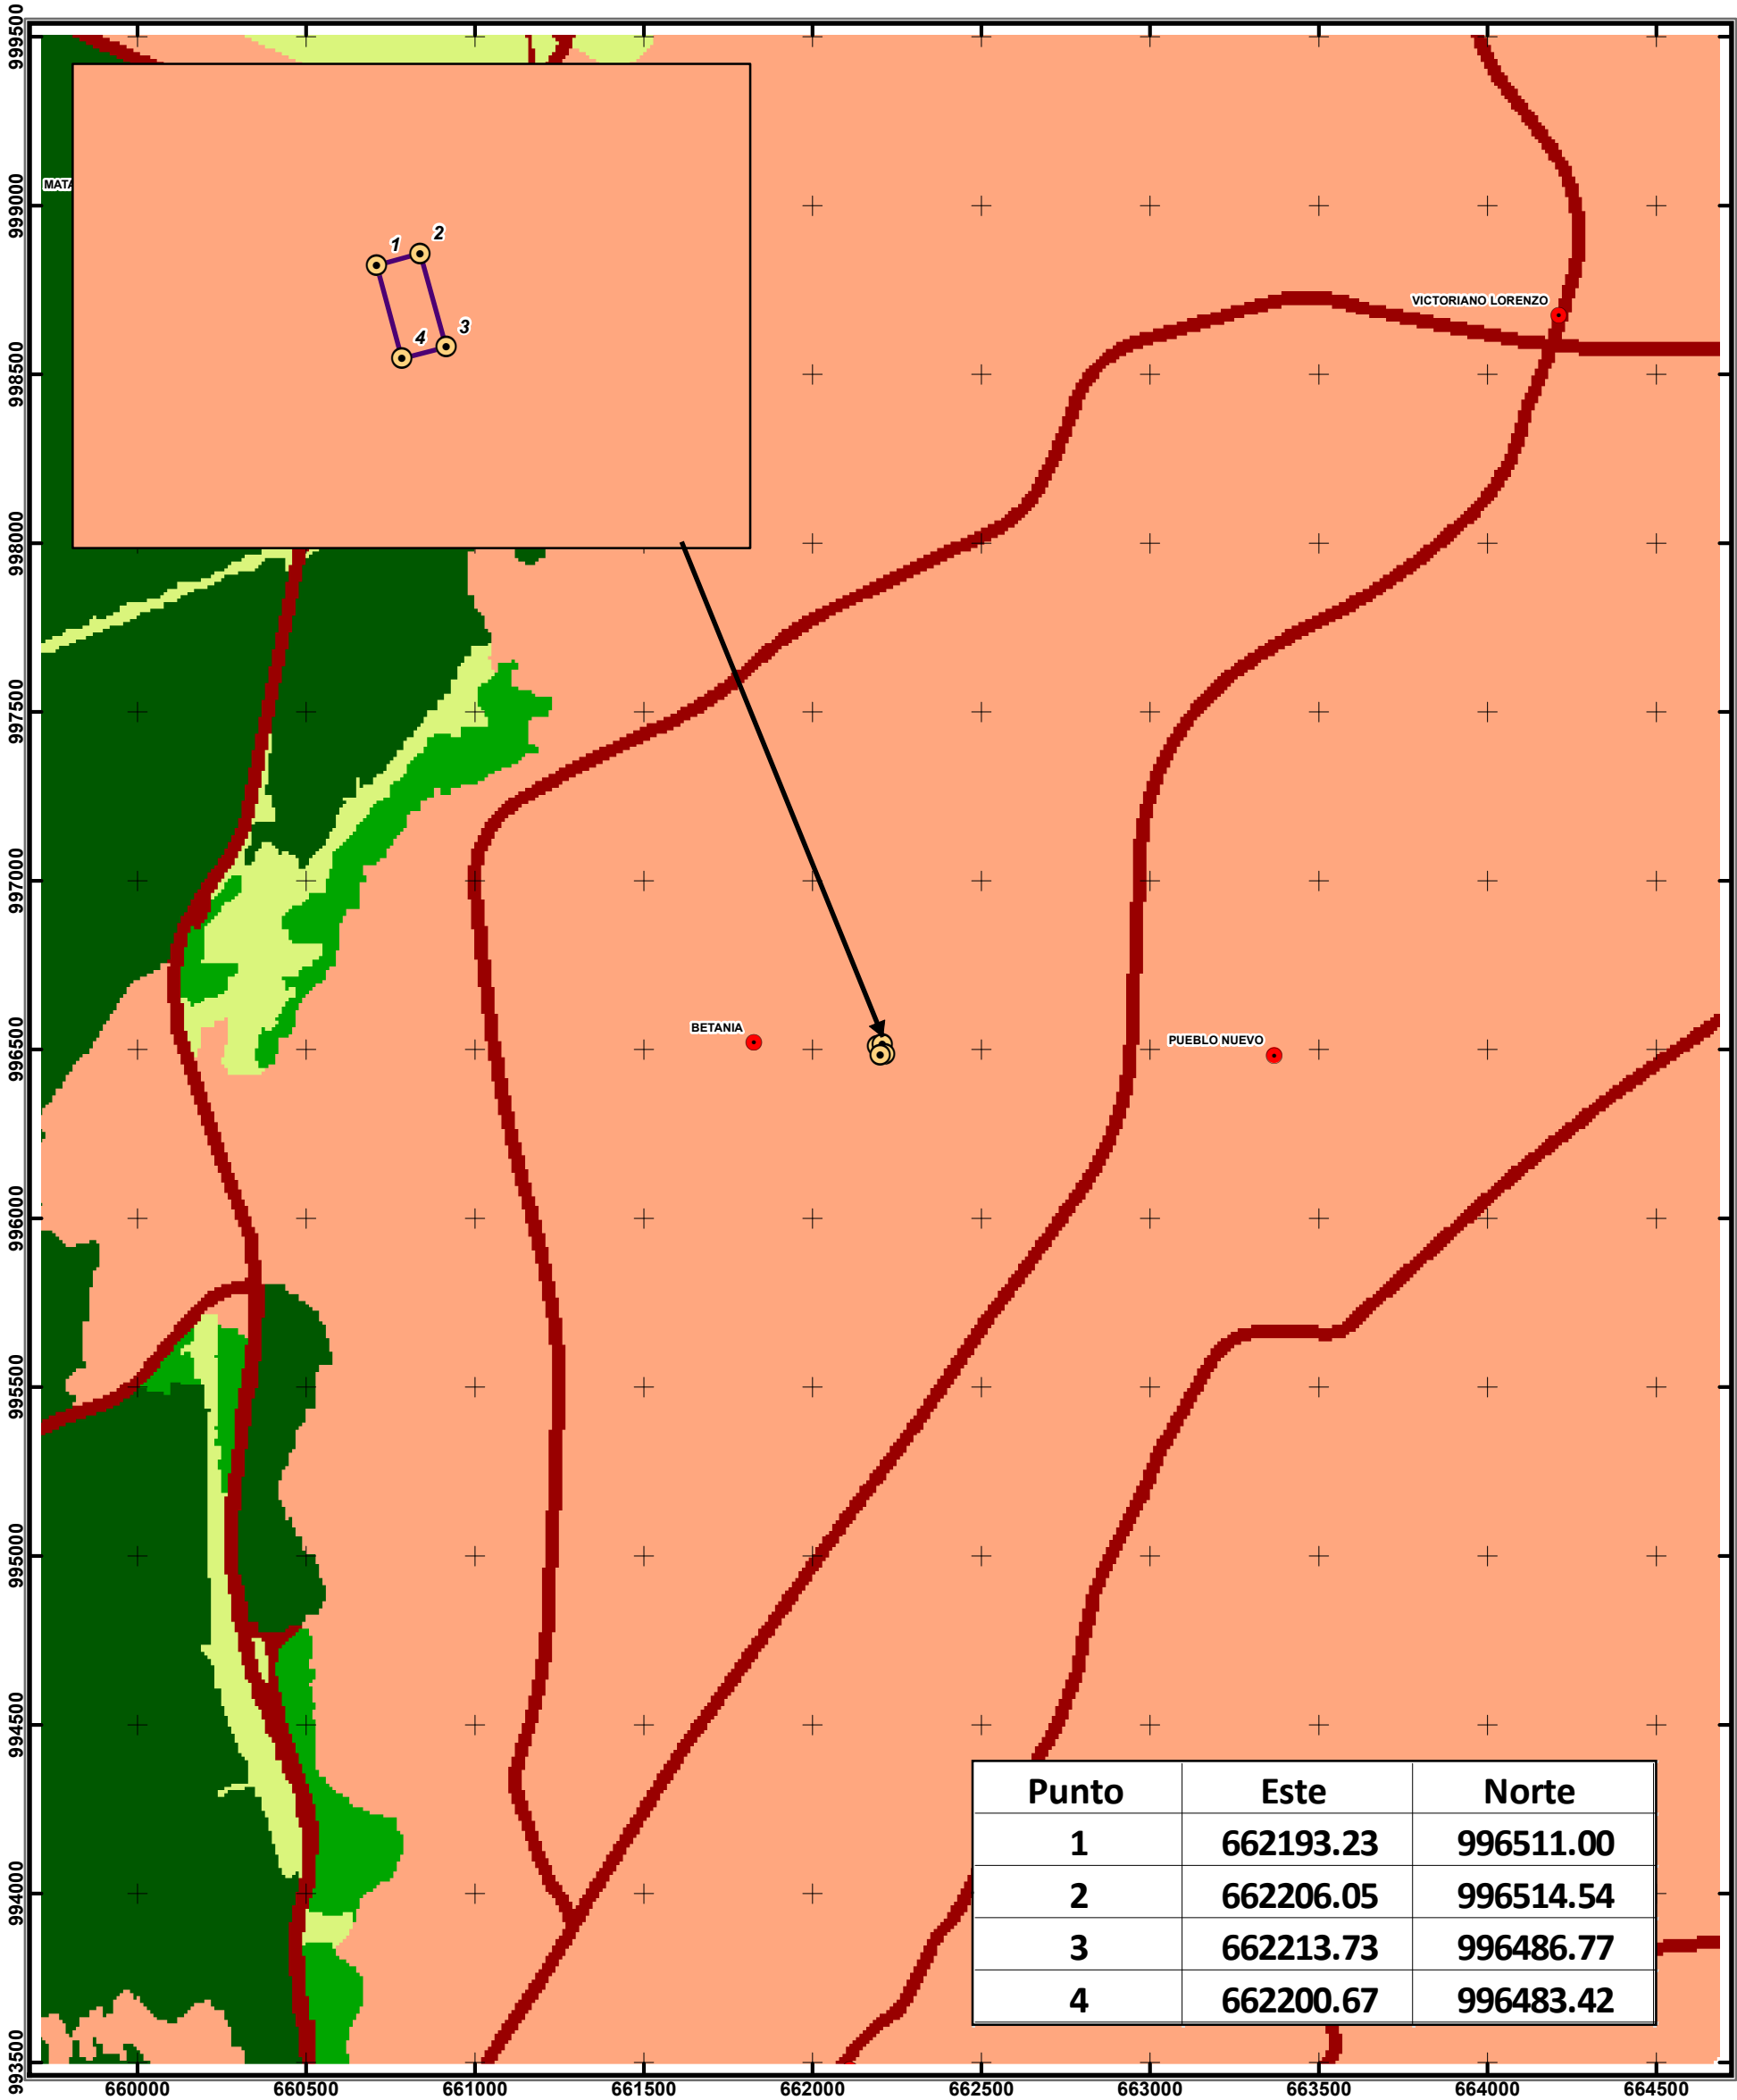 999500
999000
998500
998000
997500
997000
996500
996000
995500
995000
994500
994000
993500
MATA
1
2
3
4
VICTORIANO LORENZO
BETANIA
PUEBLO NUEVO
Punto Este Norte
1 662193.23 996511.00
2 662206.05 996514.54
3 662213.73 996486.77
4 662200.67 996483.42
660000 660500 661000 661500 662000 662500 663000 663500 664000 664500